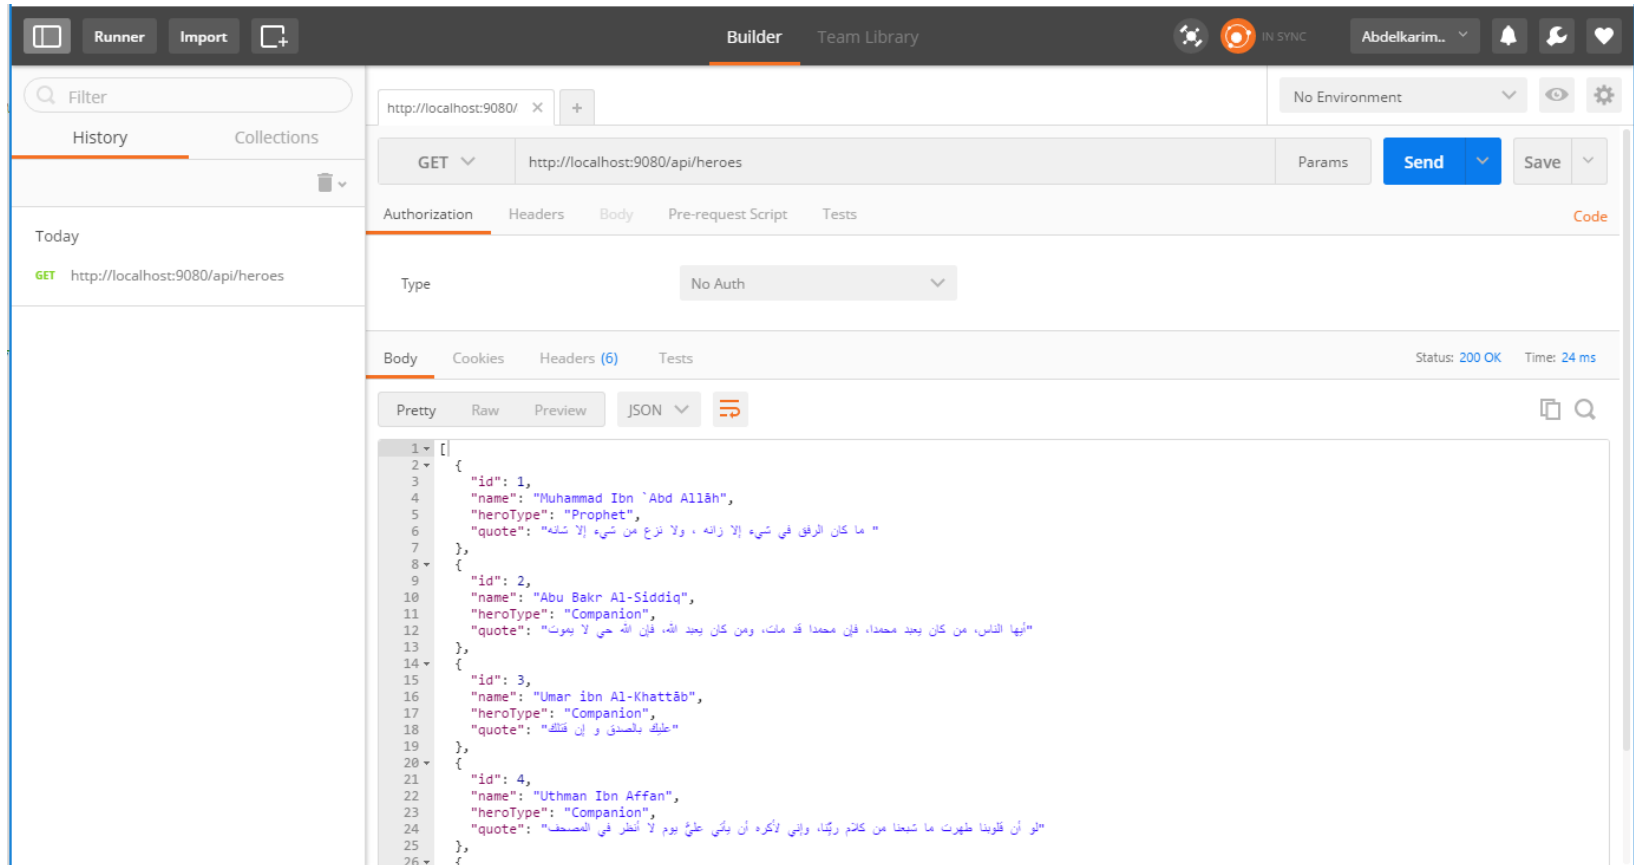 Runner
Import
Builder
Team Library
IN SYNC
Abdelkarim..
Filter
History
Collections
Today
GET http://localhost:9080/api/heroes
http://localhost:9080/
No Environment
GET
http://localhost:9080/api/heroes
Params
Send
Save
Authorization
Headers
Body
Pre-request Script
Tests
Code
Type
No Auth
Body
Cookies
Headers (6)
Tests
Status: 200 OK
Time: 24 ms
Pretty
Raw
Preview
JSON
1 [
2 {
3 "id": 1,
4 "name": "Muhammad Ibn `Abd Allāh",
5 "heroType": "Prophet",
6 "quote": "ما كان الرفق في شيء إلا زانه ، ولا نزع من شيء إلا شانه "
7 },
8 {
9 "id": 2,
10 "name": "Abu Bakr Al-Siddiq",
11 "heroType": "Companion",
12 "quote": "أيها الناس، من كان يعبد محمدا، فإن محمدا قد مات، ومن كان يعبد الله، فإن الله حي لا يموت"
13 },
14 {
15 "id": 3,
16 "name": "Umar ibn Al-Khattāb",
17 "heroType": "Companion",
18 "quote": "عليك بالصدق و إن قتلك"
19 },
20 {
21 "id": 4,
22 "name": "Uthman Ibn Affan",
23 "heroType": "Companion",
24 "quote": "لو أن قلوبنا طهرت ما شبعنا من كلام ربِّنا، وإني لأكره أن يأتي عليَّ يوم لا أنظر في المصحف"
25 },
26 {